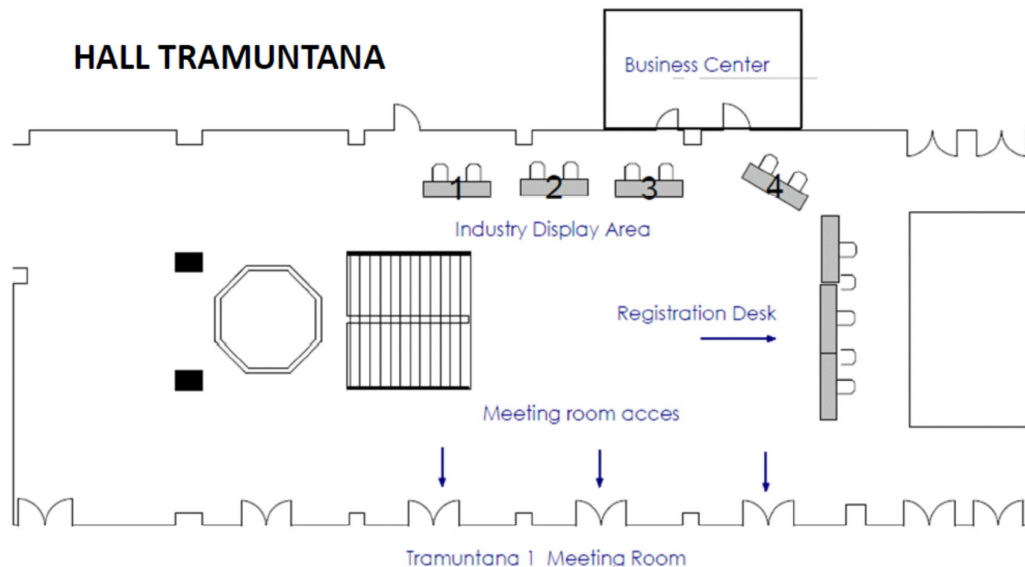 HALL TRAMUNTANA
Business Center
1 2 3 4
Industry Display Area
Registration Desk
Meeting room acces
Tramuntana 1 Meeting Room